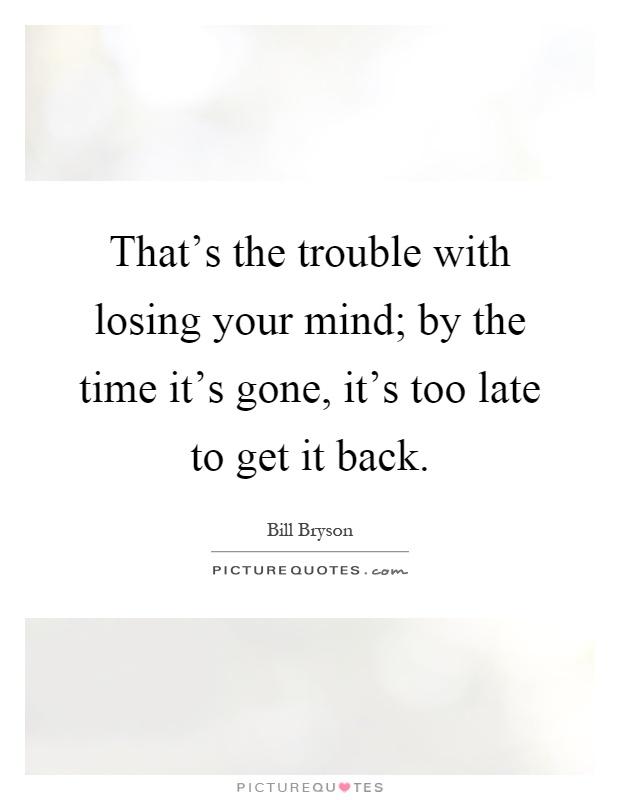 That’s the trouble with
losing your mind; by the
time it’s gone, it’s too late
to get it back.
Bill Bryson
PICTUREQUOTES.com
PICTUREQUOTES